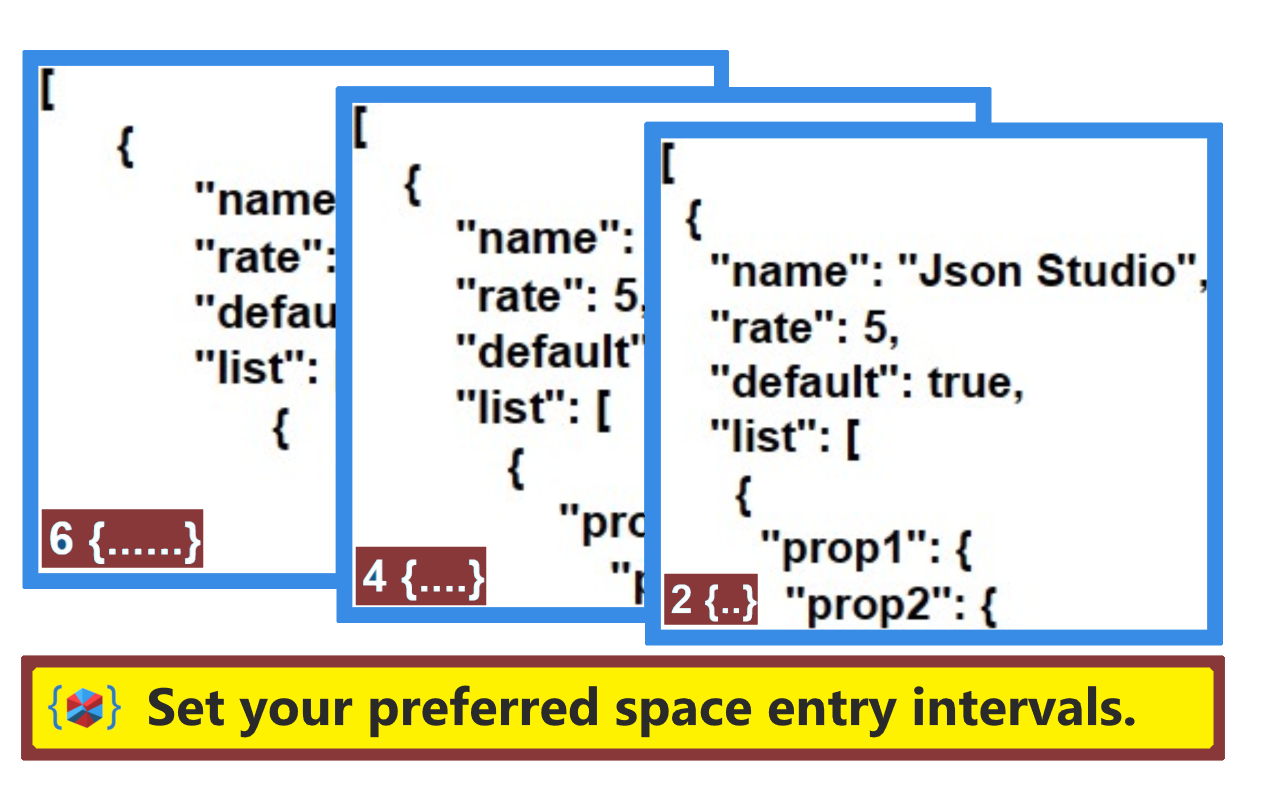 [
{
"name
"rate":
"defau
"list":
{
6 {......}
[
{
"name":
"rate": 5,
"default"
"list": [
{
"pro
"p
4 {....}
[
{
"name": "Json Studio",
"rate": 5,
"default": true,
"list": [
{
"prop1": {
"prop2": {
2 {..}
Set your preferred space entry intervals.